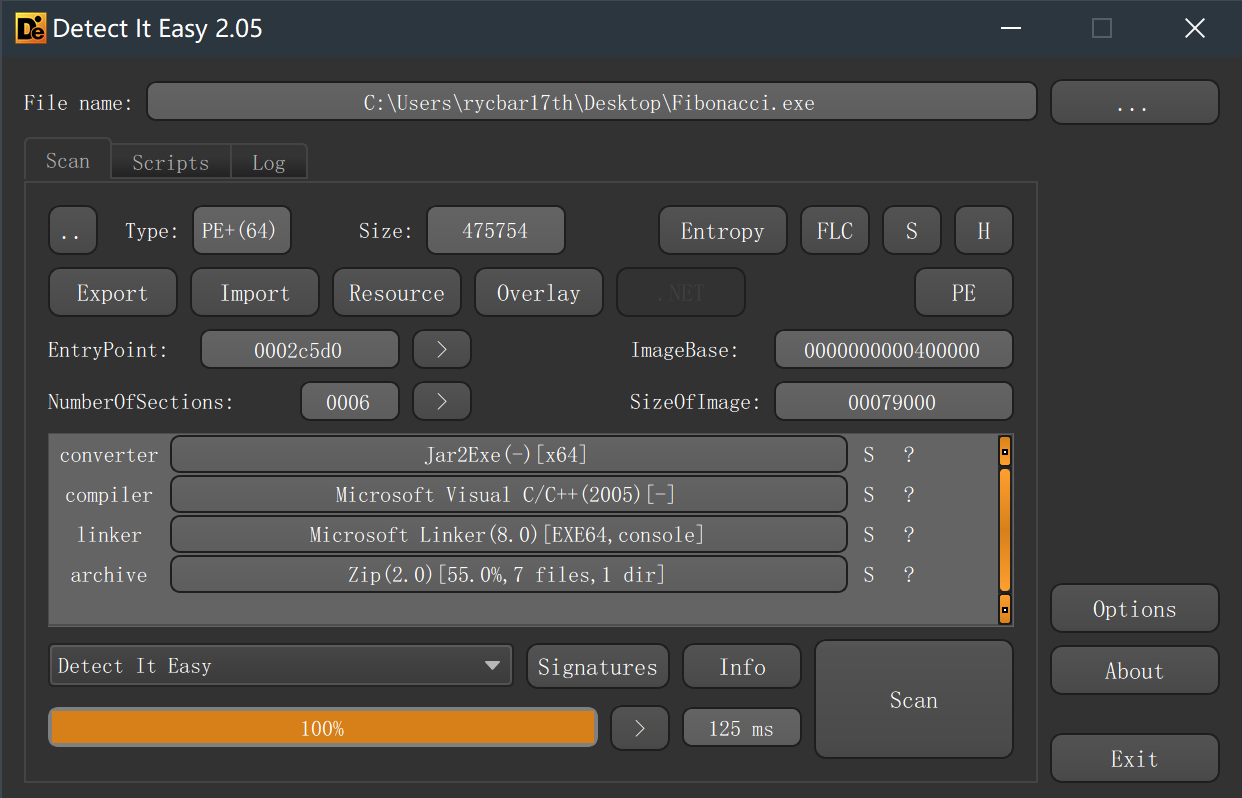 Detect It Easy 2.05
File name: C:\Users\rycbar17th\Desktop\Fibonacci.exe ...
Scan Scripts Log
.. Type: PE+(64) Size: 475754 Entropy FLC S H
Export Import Resource Overlay .NET PE
EntryPoint: 0002c5d0 > ImageBase: 0000000000400000
NumberOfSections: 0006 > SizeOfImage: 00079000
converter Jar2Exe(-)[x64] S ?
compiler Microsoft Visual C/C++(2005)[-] S ?
linker Microsoft Linker(8.0)[EXE64,console] S ?
archive Zip(2.0)[55.0%,7 files,1 dir] S ?
Options
Detect It Easy Signatures Info Scan About
100% > 125 ms
Exit